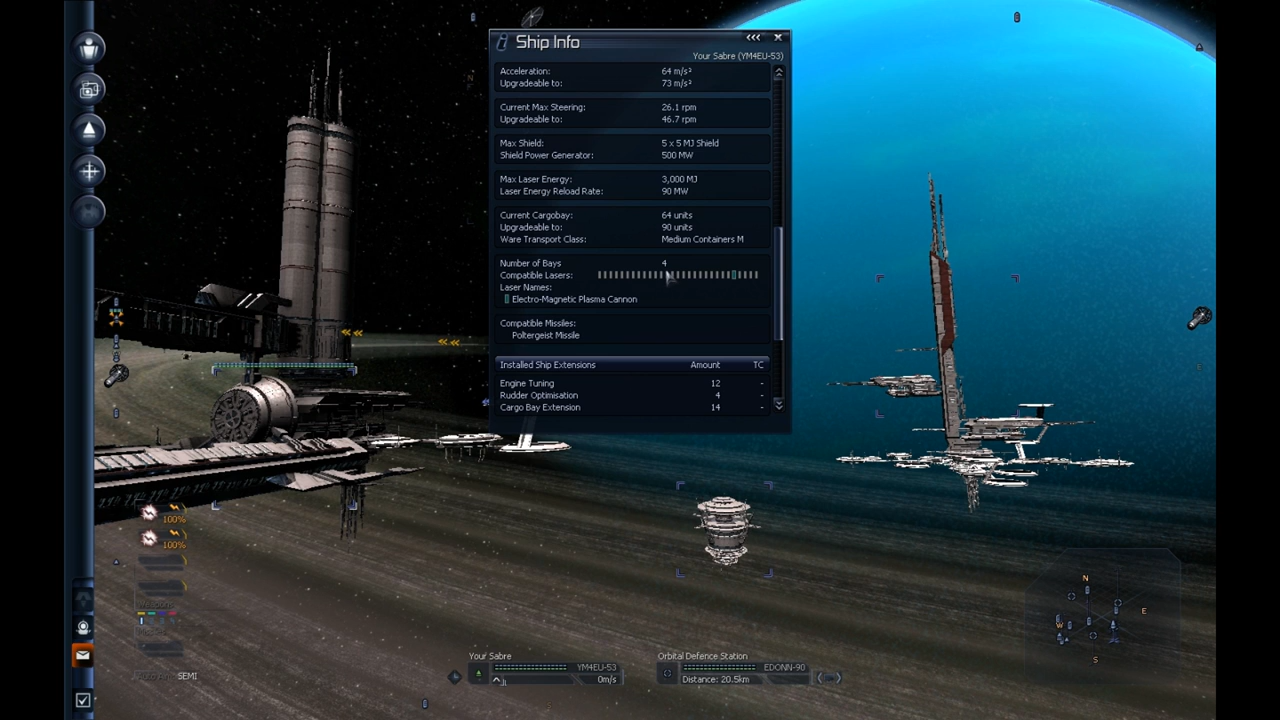 Ship Info
Your Sabre (YM4EU-53)
Acceleration: 64 m/s²
Upgradeable to: 73 m/s²
Current Max Steering: 26.1 rpm
Upgradeable to: 46.7 rpm
Max Shield: 5 x 5 MJ Shield
Shield Power Generator: 500 MW
Max Laser Energy: 3,000 MJ
Laser Energy Reload Rate: 90 MW
Current Cargobay: 64 units
Upgradeable to: 90 units
Ware Transport Class: Medium Containers M
Number of Bays 4
Compatible Lasers:
Laser Names:
Electro-Magnetic Plasma Cannon
Compatible Missiles:
Poltergeist Missile
Installed Ship Extensions Amount TC
Engine Tuning 12 -
Rudder Optimisation 4 -
Cargo Bay Extension 14 -
100%
100%
Weapons
SEMI
Your Sabre
YM4EU-53
0m/s
Orbital Defence Station
EDONN-90
Distance: 20.5km
N
E
W
S